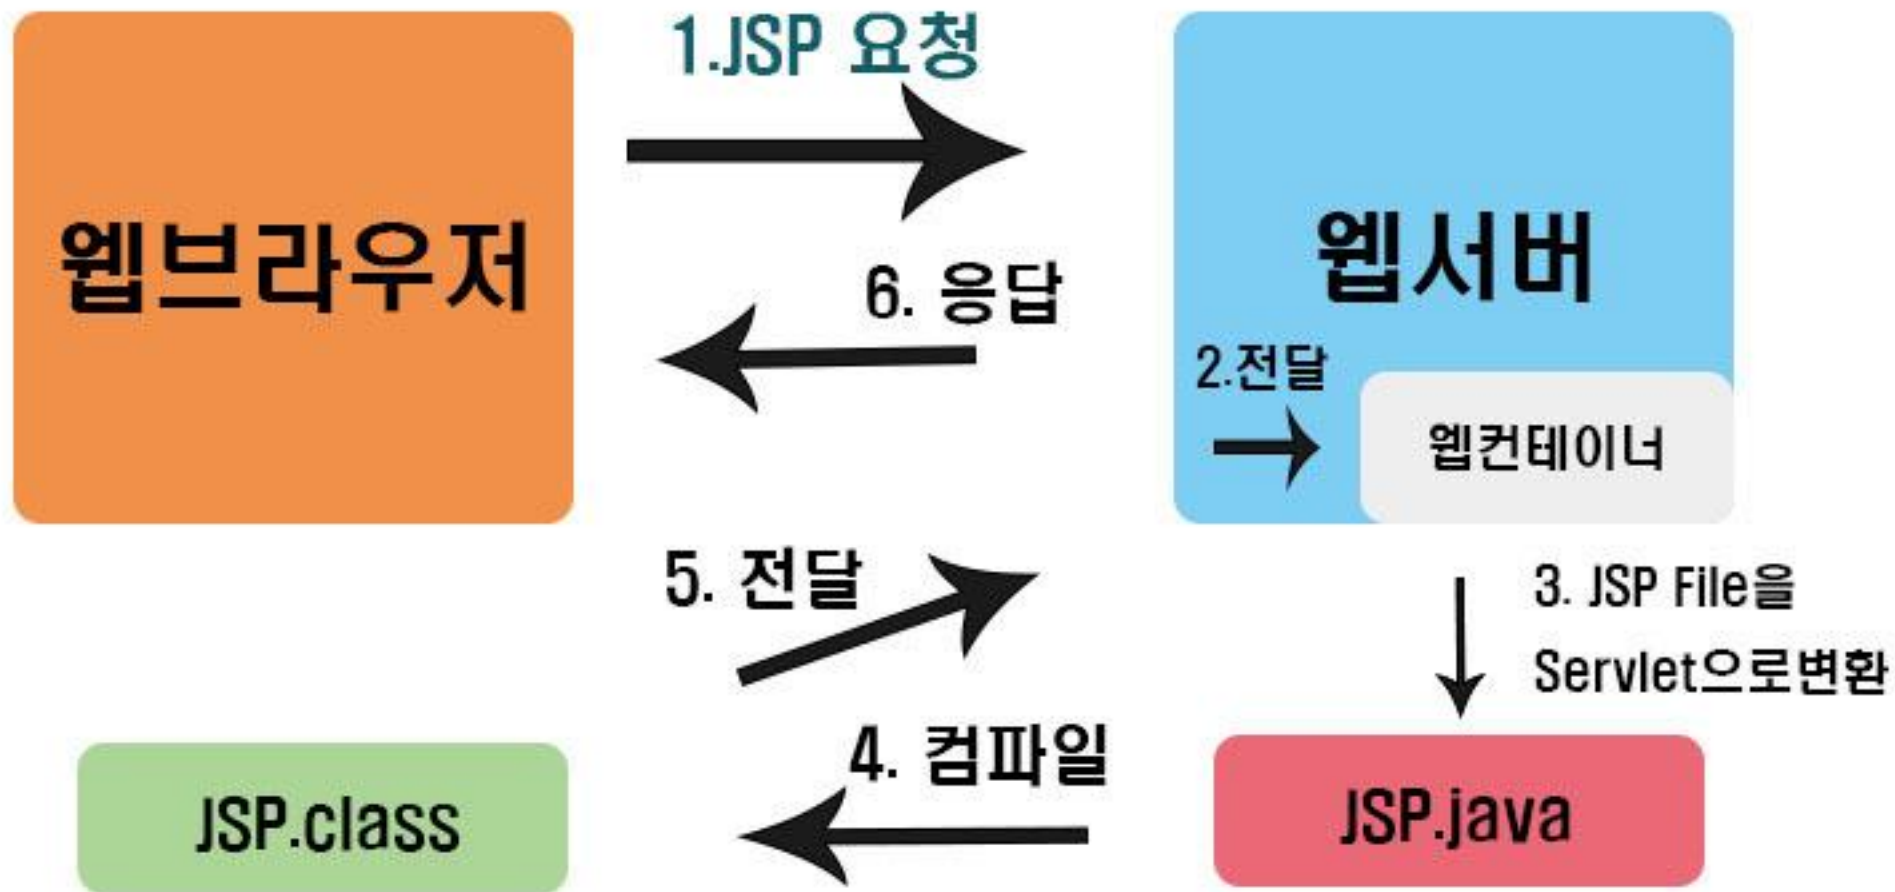 1.JSP 요청
웹브라우저
웹서버
6. 응답
2.전달
웹컨테이너
5. 전달
3. JSP File을
Servlet으로변환
4. 컴파일
JSP.class
JSP.java